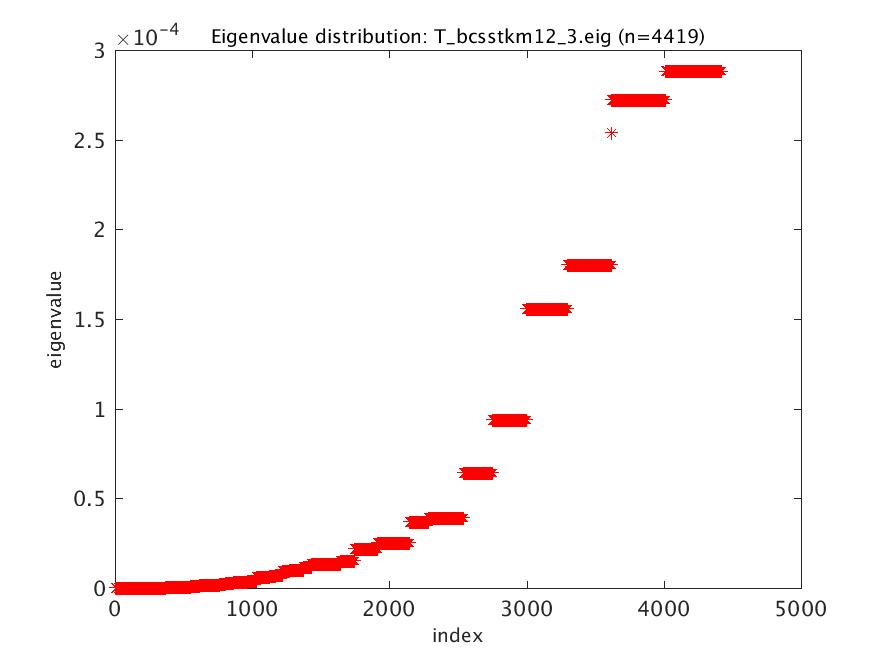 ×10⁻⁴
Eigenvalue distribution: T_bcsstkm12_3.eig (n=4419)
3
2.5
2
1.5
1
0.5
0
eigenvalue
0 1000 2000 3000 4000 5000
index